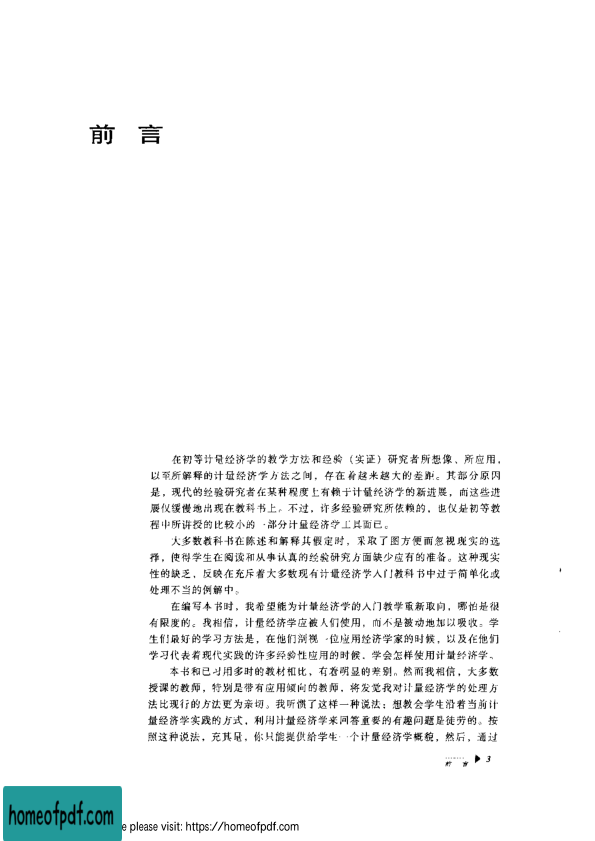 前 言
在初等计量经济学的教学方法和经验（实证）研究者所想像、所应用，
以至所解释的计量经济学方法之间，存在着越来越大的差距。其部分原因
是，现代的经验研究者在某种程度上有赖于计量经济学的新进展，而这些进
展仅缓慢地出现在教科书上。不过，许多经验研究所依赖的，也仅是初等教
程中所讲授的比较小的一部分计量经济学工具而已。
大多数教科书在陈述和解释其假定时，采取了图方便而忽视现实的选
择，使得学生在阅读和从事认真的经验研究方面缺少应有的准备。这种现实
性的缺乏，反映在充斥着大多数现有计量经济学入门教科书中过于简单化或
处理不当的例解中。
在编写本书时，我希望能为计量经济学的入门教学重新取向，哪怕是很
有限度的。我相信，计量经济学应被人们使用，而不是被动地加以吸收。学
生们最好的学习方法是，在他们剖视一位应用经济学家的时候，以及在他们
学习代表着现代实践的许多经验性应用的时候，学会怎样使用计量经济学。
本书和已习用多时的教材相比，有着明显的差别。然而我相信，大多数
授课的教师，特别是带有应用倾向的教师，将发觉我对计量经济学的处理方
法比现行的方法更为亲切。我听惯了这样一种说法：想教会学生沿着当前计
量经济学实践的方式，利用计量经济学来回答重要的有趣问题是徒劳的。按
照这种说法，充其量，你只能提供给学生一个计量经济学概貌，然后，通过
前 言 ▶ 3
homeofpdf.com
e please visit: https://homeofpdf.com